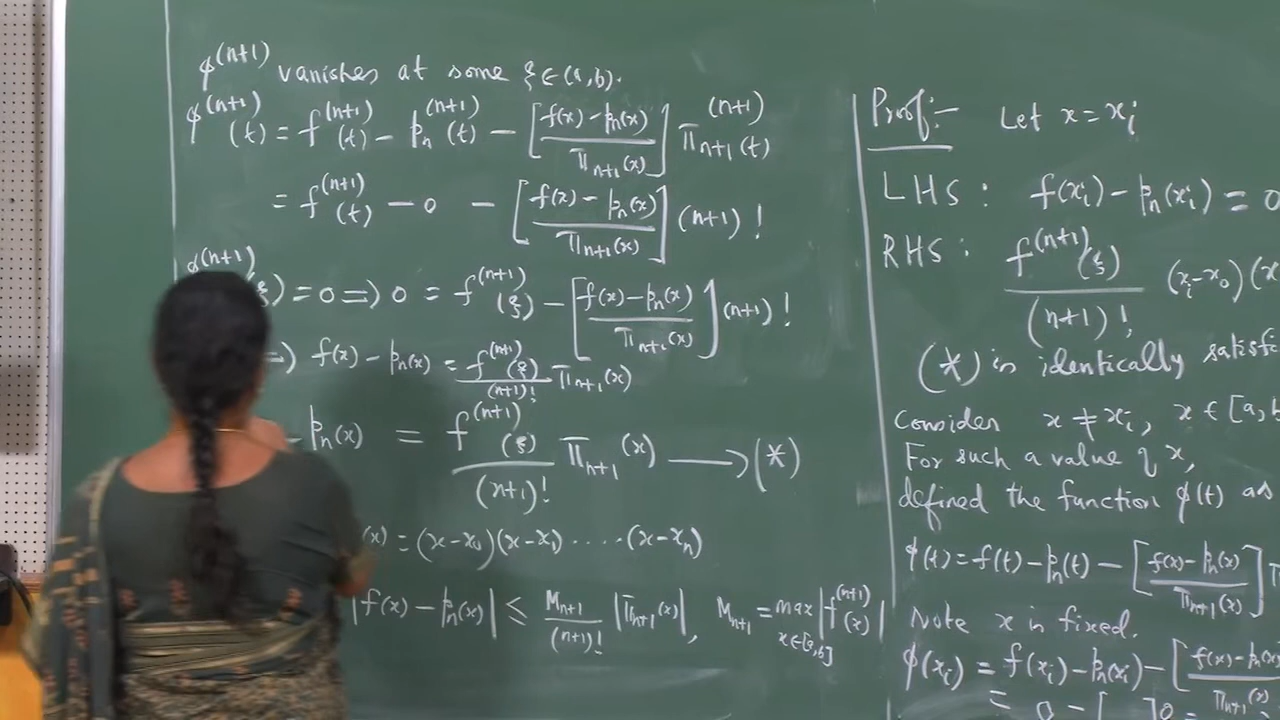 φ^(n+1) vanishes at some ξ∈(a,b).
φ^(n+1)(t) = f^(n+1)(t) − p_n^(n+1)(t) − [(f(x) − p_n(x))/π_{n+1}(x)] π_{n+1}^(n+1)(t)
= f^(n+1)(t) − 0 − [(f(x) − p_n(x))/π_{n+1}(x)] (n+1)!
φ^(n+1)(ξ) = 0 ⇒ 0 = f^(n+1)(ξ) − [(f(x) − p_n(x))/π_{n+1}(x)] (n+1)!
⇒ f(x) − p_n(x) = f^(n+1)(ξ)/(n+1)! π_{n+1}(x)
− p_n(x) = f^(n+1)(ξ)/(n+1)! π_{n+1}(x) ⟶ (*)
(x) = (x−x_0)(x−x_1) ..... (x−x_n)
|f(x) − p_n(x)| ≤ M_{n+1}/(n+1)! |π_{n+1}(x)|, M_{n+1} = max_{x∈[a,b]} |f^(n+1)(x)|
Proof:- Let x = x_i
LHS : f(x_i) − p_n(x_i) = 0
RHS : f^(n+1)(ξ)/(n+1)! (x_i−x_0)(x
(*) is identically
Consider x ≠ x_i, x ∈ [a, b
For such a value of x,
defined the function φ(t) as
φ(t) = f(t) − p_n(t) − [(f(x) − p_n(x))/π_{n+1}(x)] π
Note x is fixed.
φ(x_i) = f(x_i) − p_n(x_i) − [(f(x) − p_n(x))/π_{n+1}(x)
= 0 − [ ]0 =